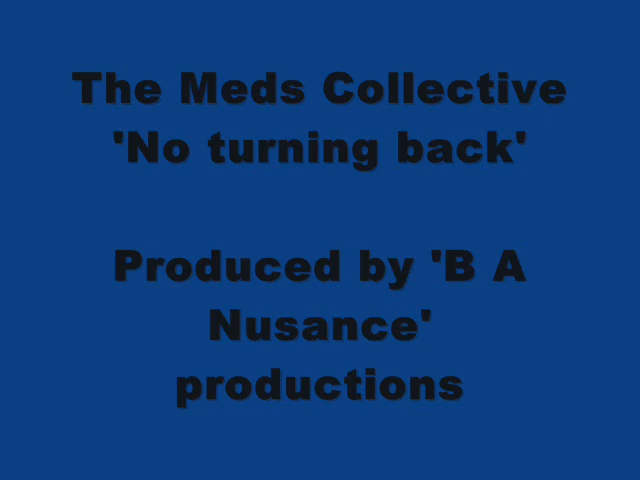 The Meds Collective
'No turning back'
Produced by 'B A
Nusance'
productions